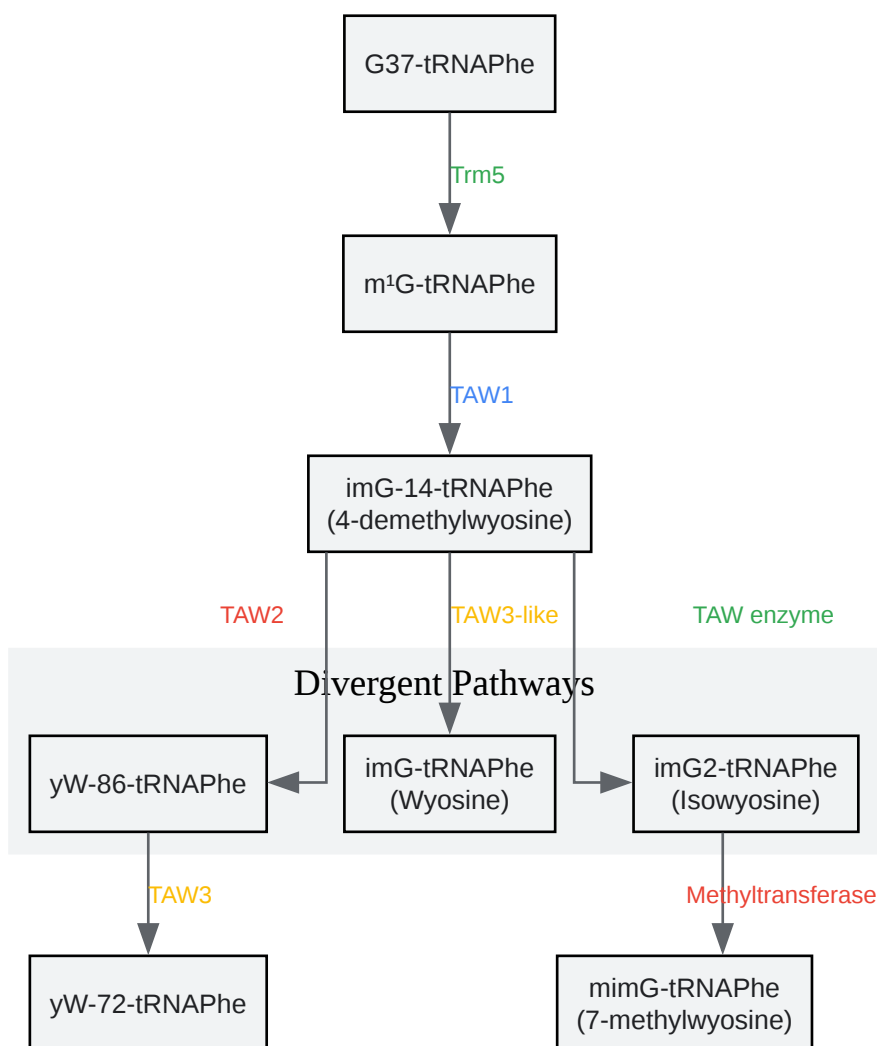 G37-tRNAPhe
Trm5
m¹G-tRNAPhe
TAW1
imG-14-tRNAPhe
(4-demethylwyosine)
TAW2
TAW3-like
TAW enzyme
Divergent Pathways
yW-86-tRNAPhe
imG-tRNAPhe
(Wyosine)
imG2-tRNAPhe
(Isowyosine)
TAW3
Methyltransferase
yW-72-tRNAPhe
mimG-tRNAPhe
(7-methylwyosine)